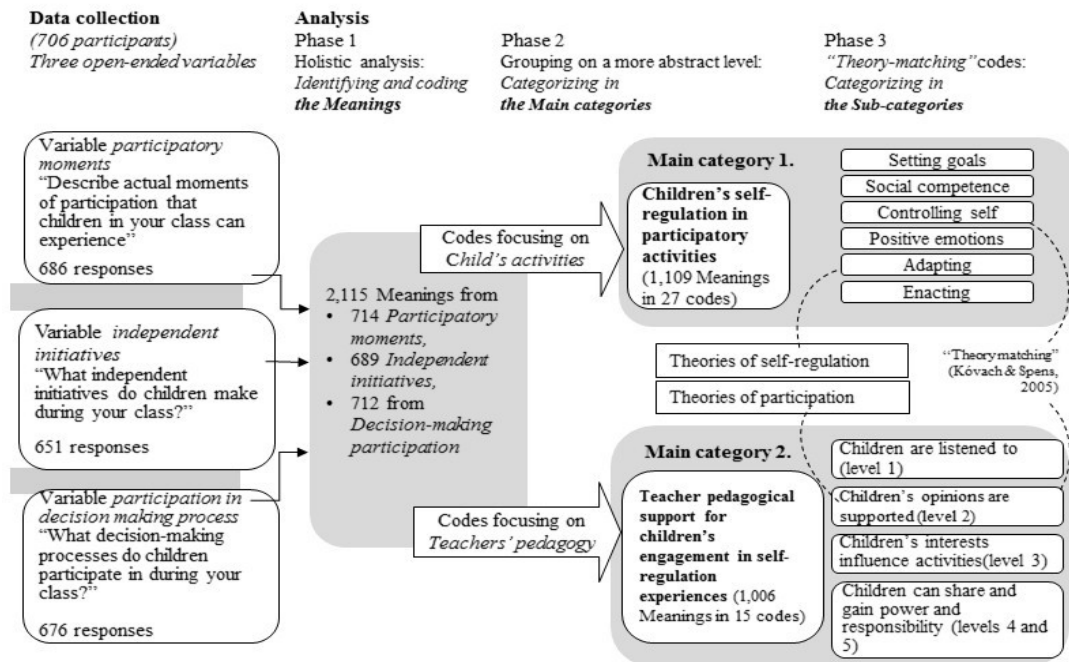 Data collection
(706 participants)
Three open-ended variables
Analysis
Phase 1
Holistic analysis:
Identifying and coding
the Meanings
Phase 2
Grouping on a more abstract level:
Categorizing in
the Main categories
Phase 3
“Theory-matching” codes:
Categorizing in
the Sub-categories
Variable participatory
moments
“Describe actual moments
of participation that
children in your class can
experience”
686 responses
Variable independent
initiatives
“What independent
initiatives do children make
during your class?”
651 responses
Variable participation in
decision making process
“What decision-making
processes do children
participate in during your
class?”
676 responses
2,115 Meanings from
• 714 Participatory
moments,
• 689 Independent
initiatives,
• 712 from
Decision-making
participation
Codes focusing on
Child’s activities
Codes focusing on
Teachers’ pedagogy
Main category 1.
Children’s self-
regulation in
participatory
activities
(1,109 Meanings
in 27 codes)
Setting goals
Social competence
Controlling self
Positive emotions
Adapting
Enacting
Theories of self-regulation
Theories of participation
“Theory matching”
(Kóvach & Spens,
2005)
Main category 2.
Teacher pedagogical
support for
children’s
engagement in self-
regulation
experiences (1,006
Meanings in 15 codes)
Children are listened to
(level 1)
Children’s opinions are
supported (level 2)
Children’s interests
influence activities(level 3)
Children can share and
gain power and
responsibility (levels 4 and
5)